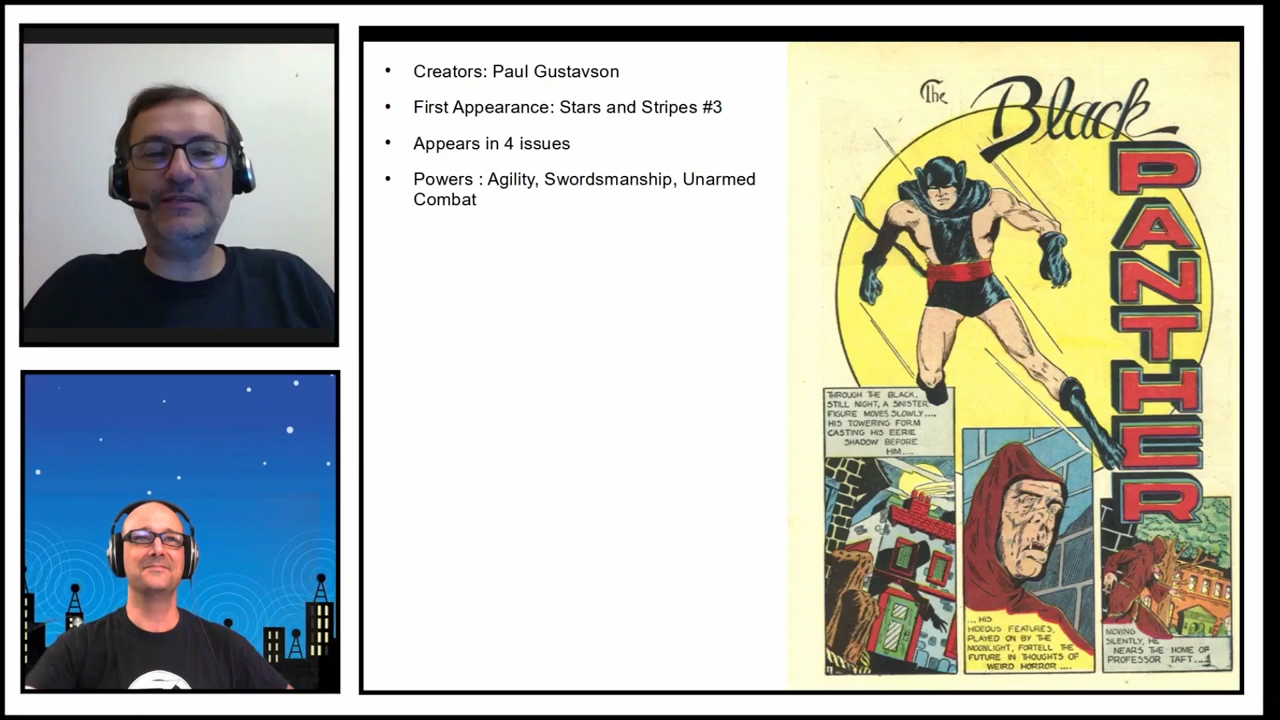 • Creators: Paul Gustavson
• First Appearance: Stars and Stripes #3
• Appears in 4 issues
• Powers : Agility, Swordsmanship, Unarmed
Combat
The Black
PANTHER
THROUGH THE BLACK,
STILL NIGHT, A SINISTER
FIGURE MOVES SLOWLY....
HIS TOWERING FORM
CASTING HIS EERIE
SHADOW BEFORE
HIM....
... HIS
HIDEOUS FEATURES,
PLAYED ON BY THE
MOONLIGHT, FORTELL THE
FUTURE IN THOUGHTS OF
WEIRD HORROR ....
MOVING
SILENTLY, HE
NEARS THE HOME OF
PROFESSOR TAFT....